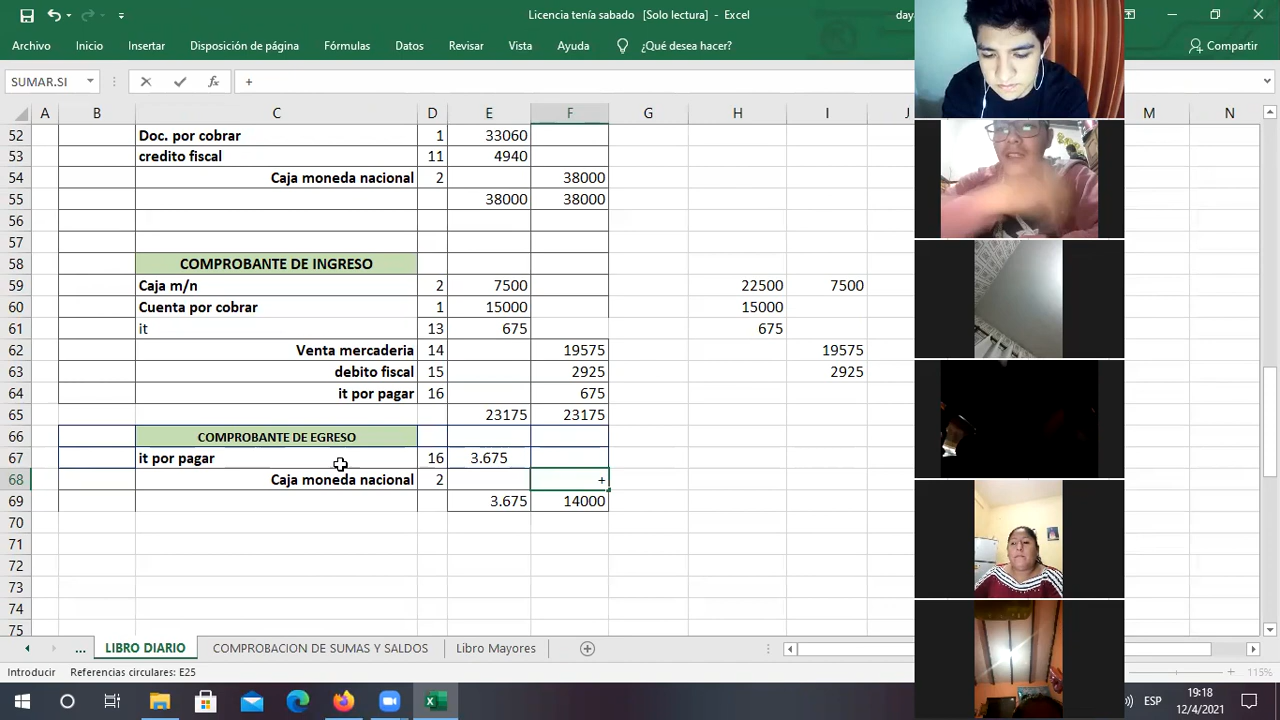 Licencia tenía sabado [Solo lectura] - Excel
day
Archivo Inicio Insertar Disposición de página Fórmulas Datos Revisar Vista Ayuda ¿Qué desea hacer? Compartir
SUMAR.SI fx +
A B C D E F G H I J M N
52 Doc. por cobrar 1 33060
53 credito fiscal 11 4940
54 Caja moneda nacional 2 38000
55 38000 38000
56
57
58 COMPROBANTE DE INGRESO
59 Caja m/n 2 7500 22500 7500
60 Cuenta por cobrar 1 15000 15000
61 it 13 675 675
62 Venta mercaderia 14 19575 19575
63 debito fiscal 15 2925 2925
64 it por pagar 16 675
65 23175 23175
66 COMPROBANTE DE EGRESO
67 it por pagar 16 3.675
68 Caja moneda nacional 2 +
69 3.675 14000
70
71
72
73
74
75
... LIBRO DIARIO COMPROBACION DE SUMAS Y SALDOS Libro Mayores
Introducir Referencias circulares: E25 115%
ESP 19:18
12/4/2021